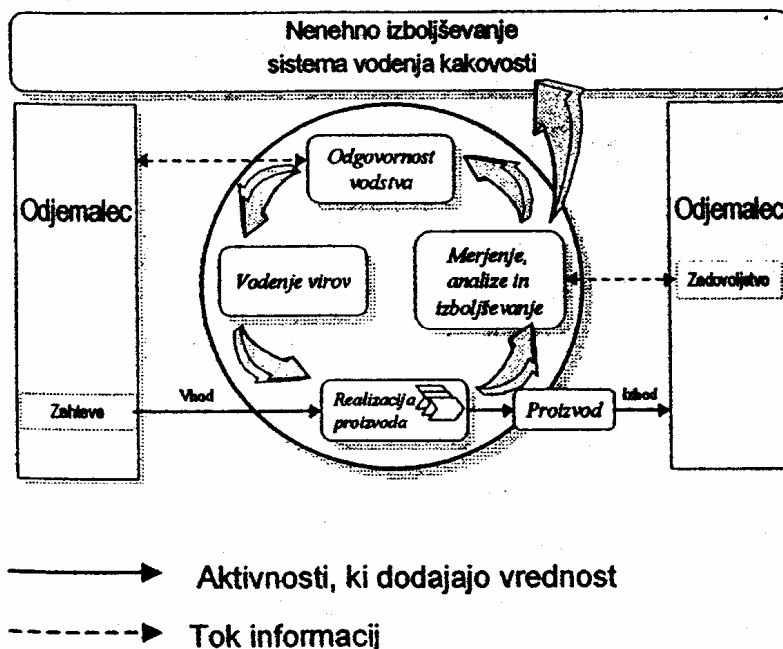 Nenehno izboljševanje
sistema vodenja kakovosti
Odjemalec
Odgovornost
vodstva
Odjemalec
Vodenje virov
Merjenje,
analize in
izboljševanje
Zadovoljstvo
Zahteve
Vhod
Realizacija
proizvoda
Proizvod
Izhod
Aktivnosti, ki dodajajo vrednost
Tok informacij